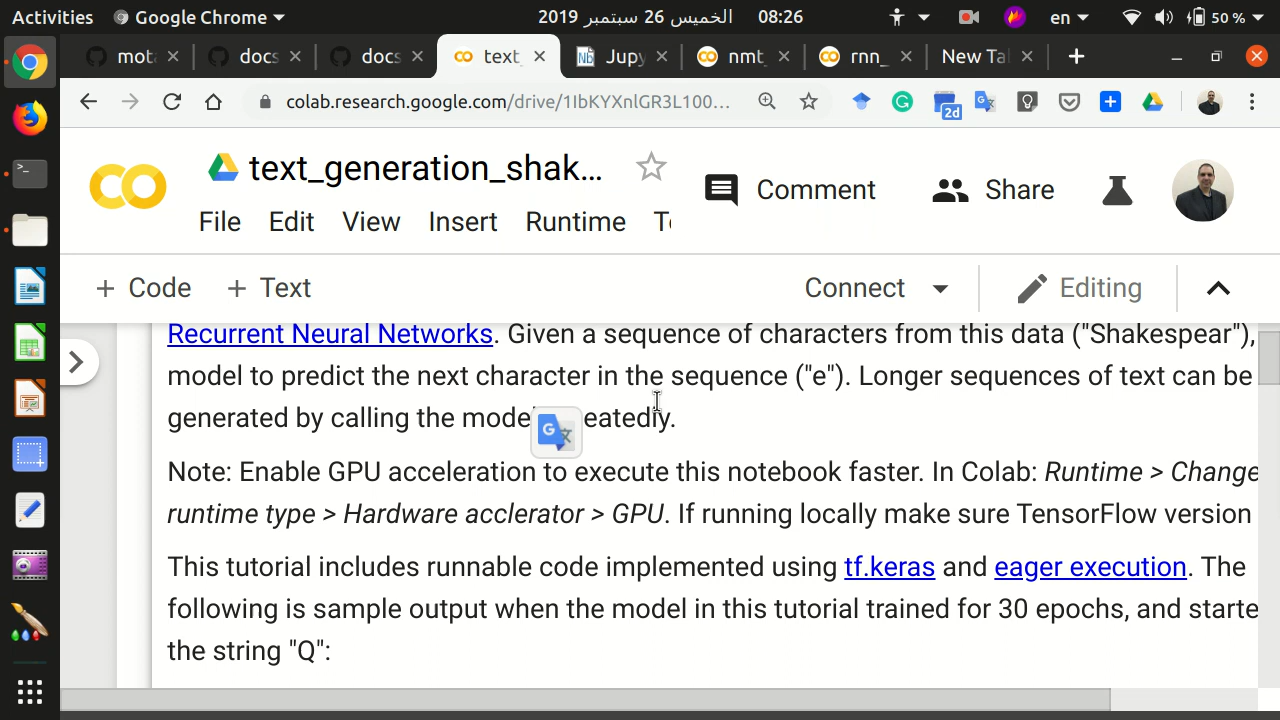 Activities Google Chrome الخميس 26 سبتمبر 2019 08:26 en 50 %
mot docs docs text_ Jupy nmt_ rnn_ New Tal
colab.research.google.com/drive/1IbKYXnlGR3L100...
2d
text_generation_shak...
Comment Share
File Edit View Insert Runtime
+ Code + Text Connect Editing
Recurrent Neural Networks. Given a sequence of characters from this data ("Shakespear"),
model to predict the next character in the sequence ("e"). Longer sequences of text can be
generated by calling the model eatedly.
Note: Enable GPU acceleration to execute this notebook faster. In Colab: Runtime > Change
runtime type > Hardware acclerator > GPU. If running locally make sure TensorFlow version
This tutorial includes runnable code implemented using tf.keras and eager execution. The
following is sample output when the model in this tutorial trained for 30 epochs, and starte
the string "Q":